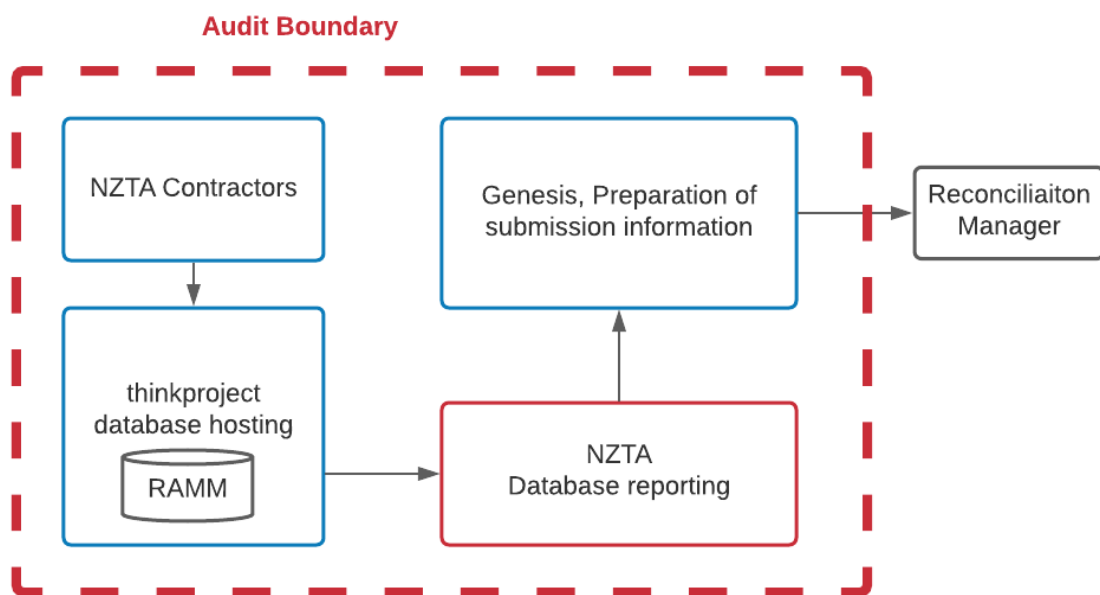 Audit Boundary
NZTA Contractors
thinkproject
database hosting
RAMM
NZTA
Database reporting
Genesis, Preparation of
submission information
Reconciliaiton
Manager